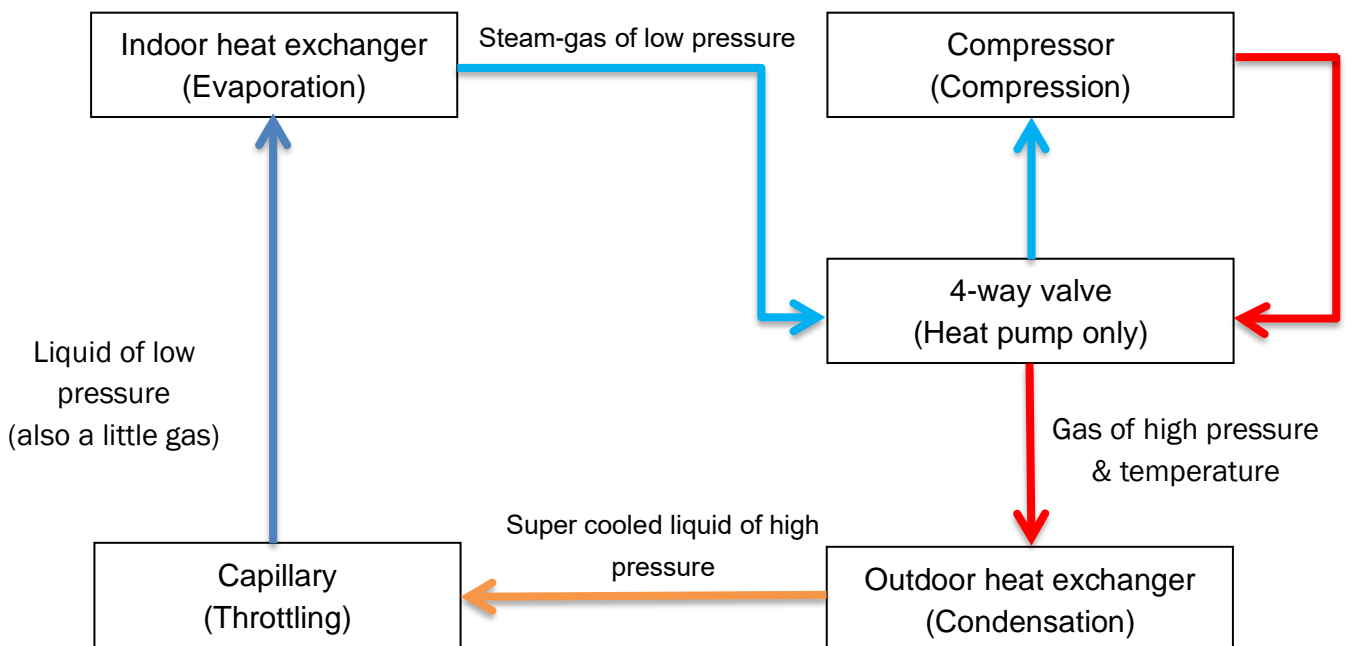 Indoor heat exchanger
(Evaporation)
Steam-gas of low pressure
Compressor
(Compression)
4-way valve
(Heat pump only)
Liquid of low
pressure
(also a little gas)
Gas of high pressure
& temperature
Super cooled liquid of high
pressure
Capillary
(Throttling)
Outdoor heat exchanger
(Condensation)